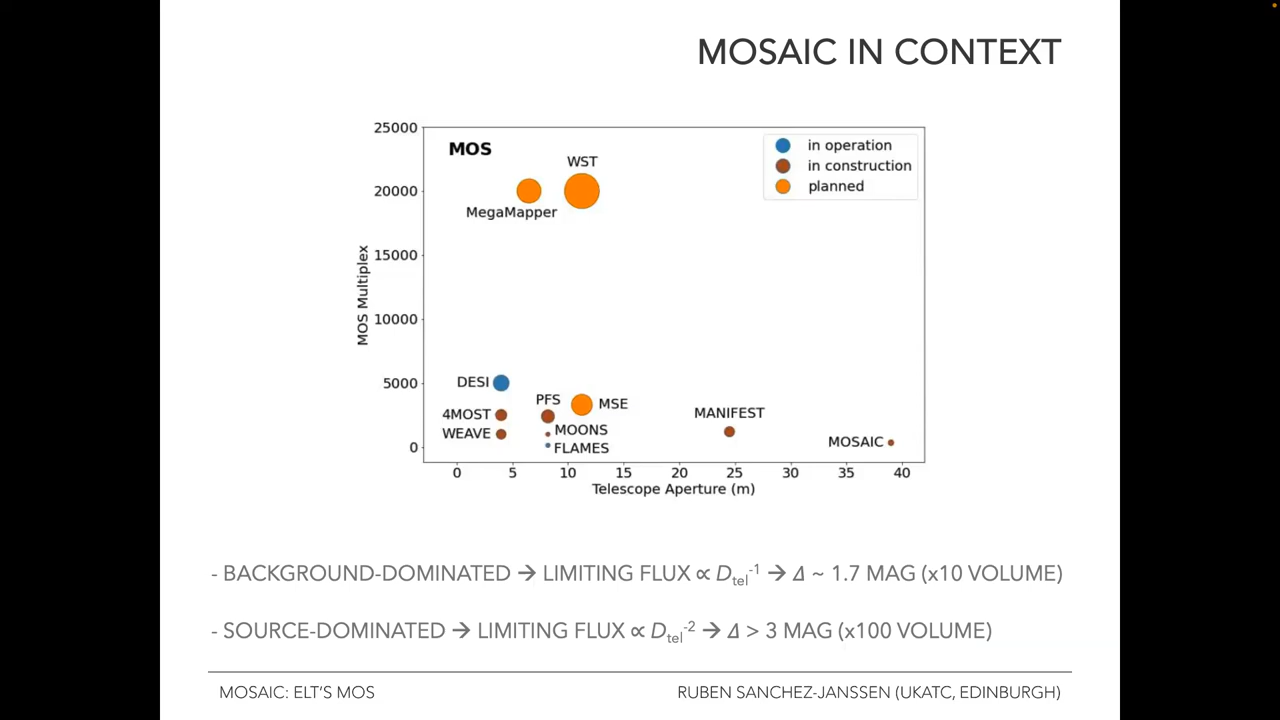 MOSAIC IN CONTEXT
MOS
WST
MegaMapper
in operation
in construction
planned
25000
20000
15000
10000
5000
0
MOS Multiplex
DESI
4MOST
WEAVE
PFS
MOONS
FLAMES
MSE
MANIFEST
MOSAIC
0 5 10 15 20 25 30 35 40
Telescope Aperture (m)
- BACKGROUND-DOMINATED → LIMITING FLUX ∝ D_tel^-1 → Δ ~ 1.7 MAG (x10 VOLUME)
- SOURCE-DOMINATED → LIMITING FLUX ∝ D_tel^-2 → Δ > 3 MAG (x100 VOLUME)
MOSAIC: ELT'S MOS
RUBEN SANCHEZ-JANSSEN (UKATC, EDINBURGH)